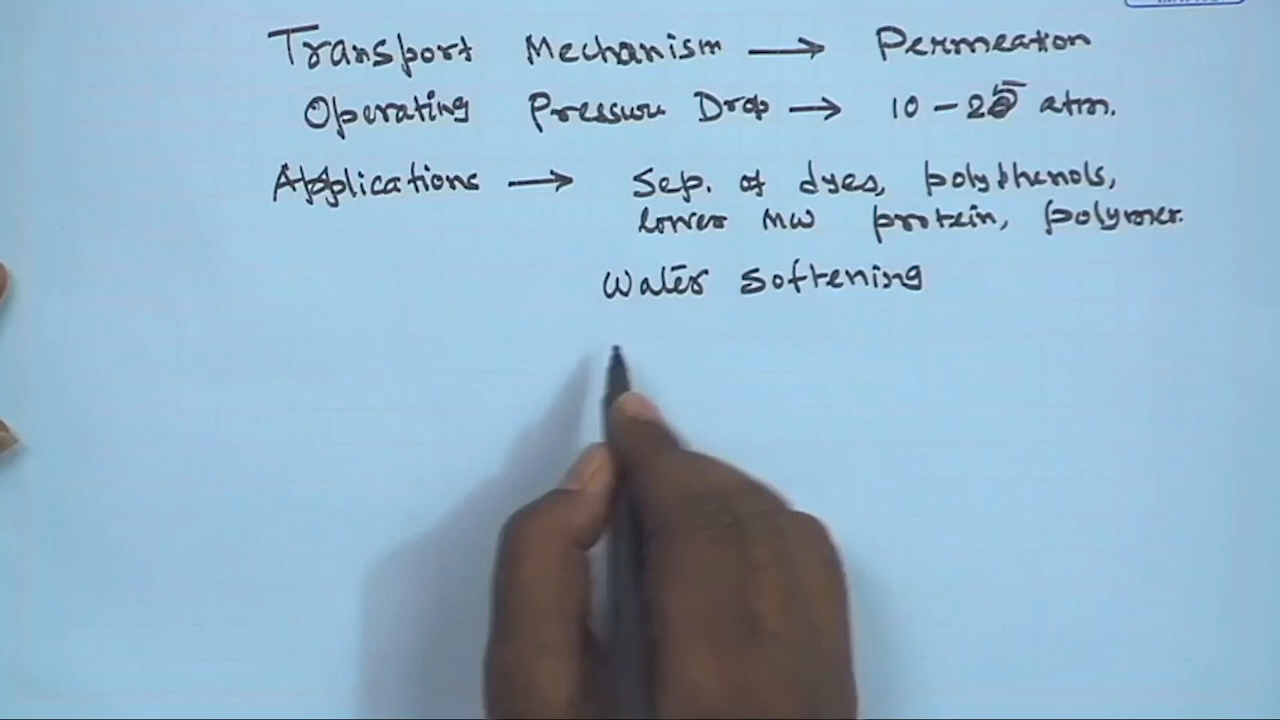 Transport Mechanism → Permeation
Operating Pressure Drop → 10 - 25 atm.
Applications → Sep. of dyes, polyphenols,
lower MW protein, polymer.
Water softening